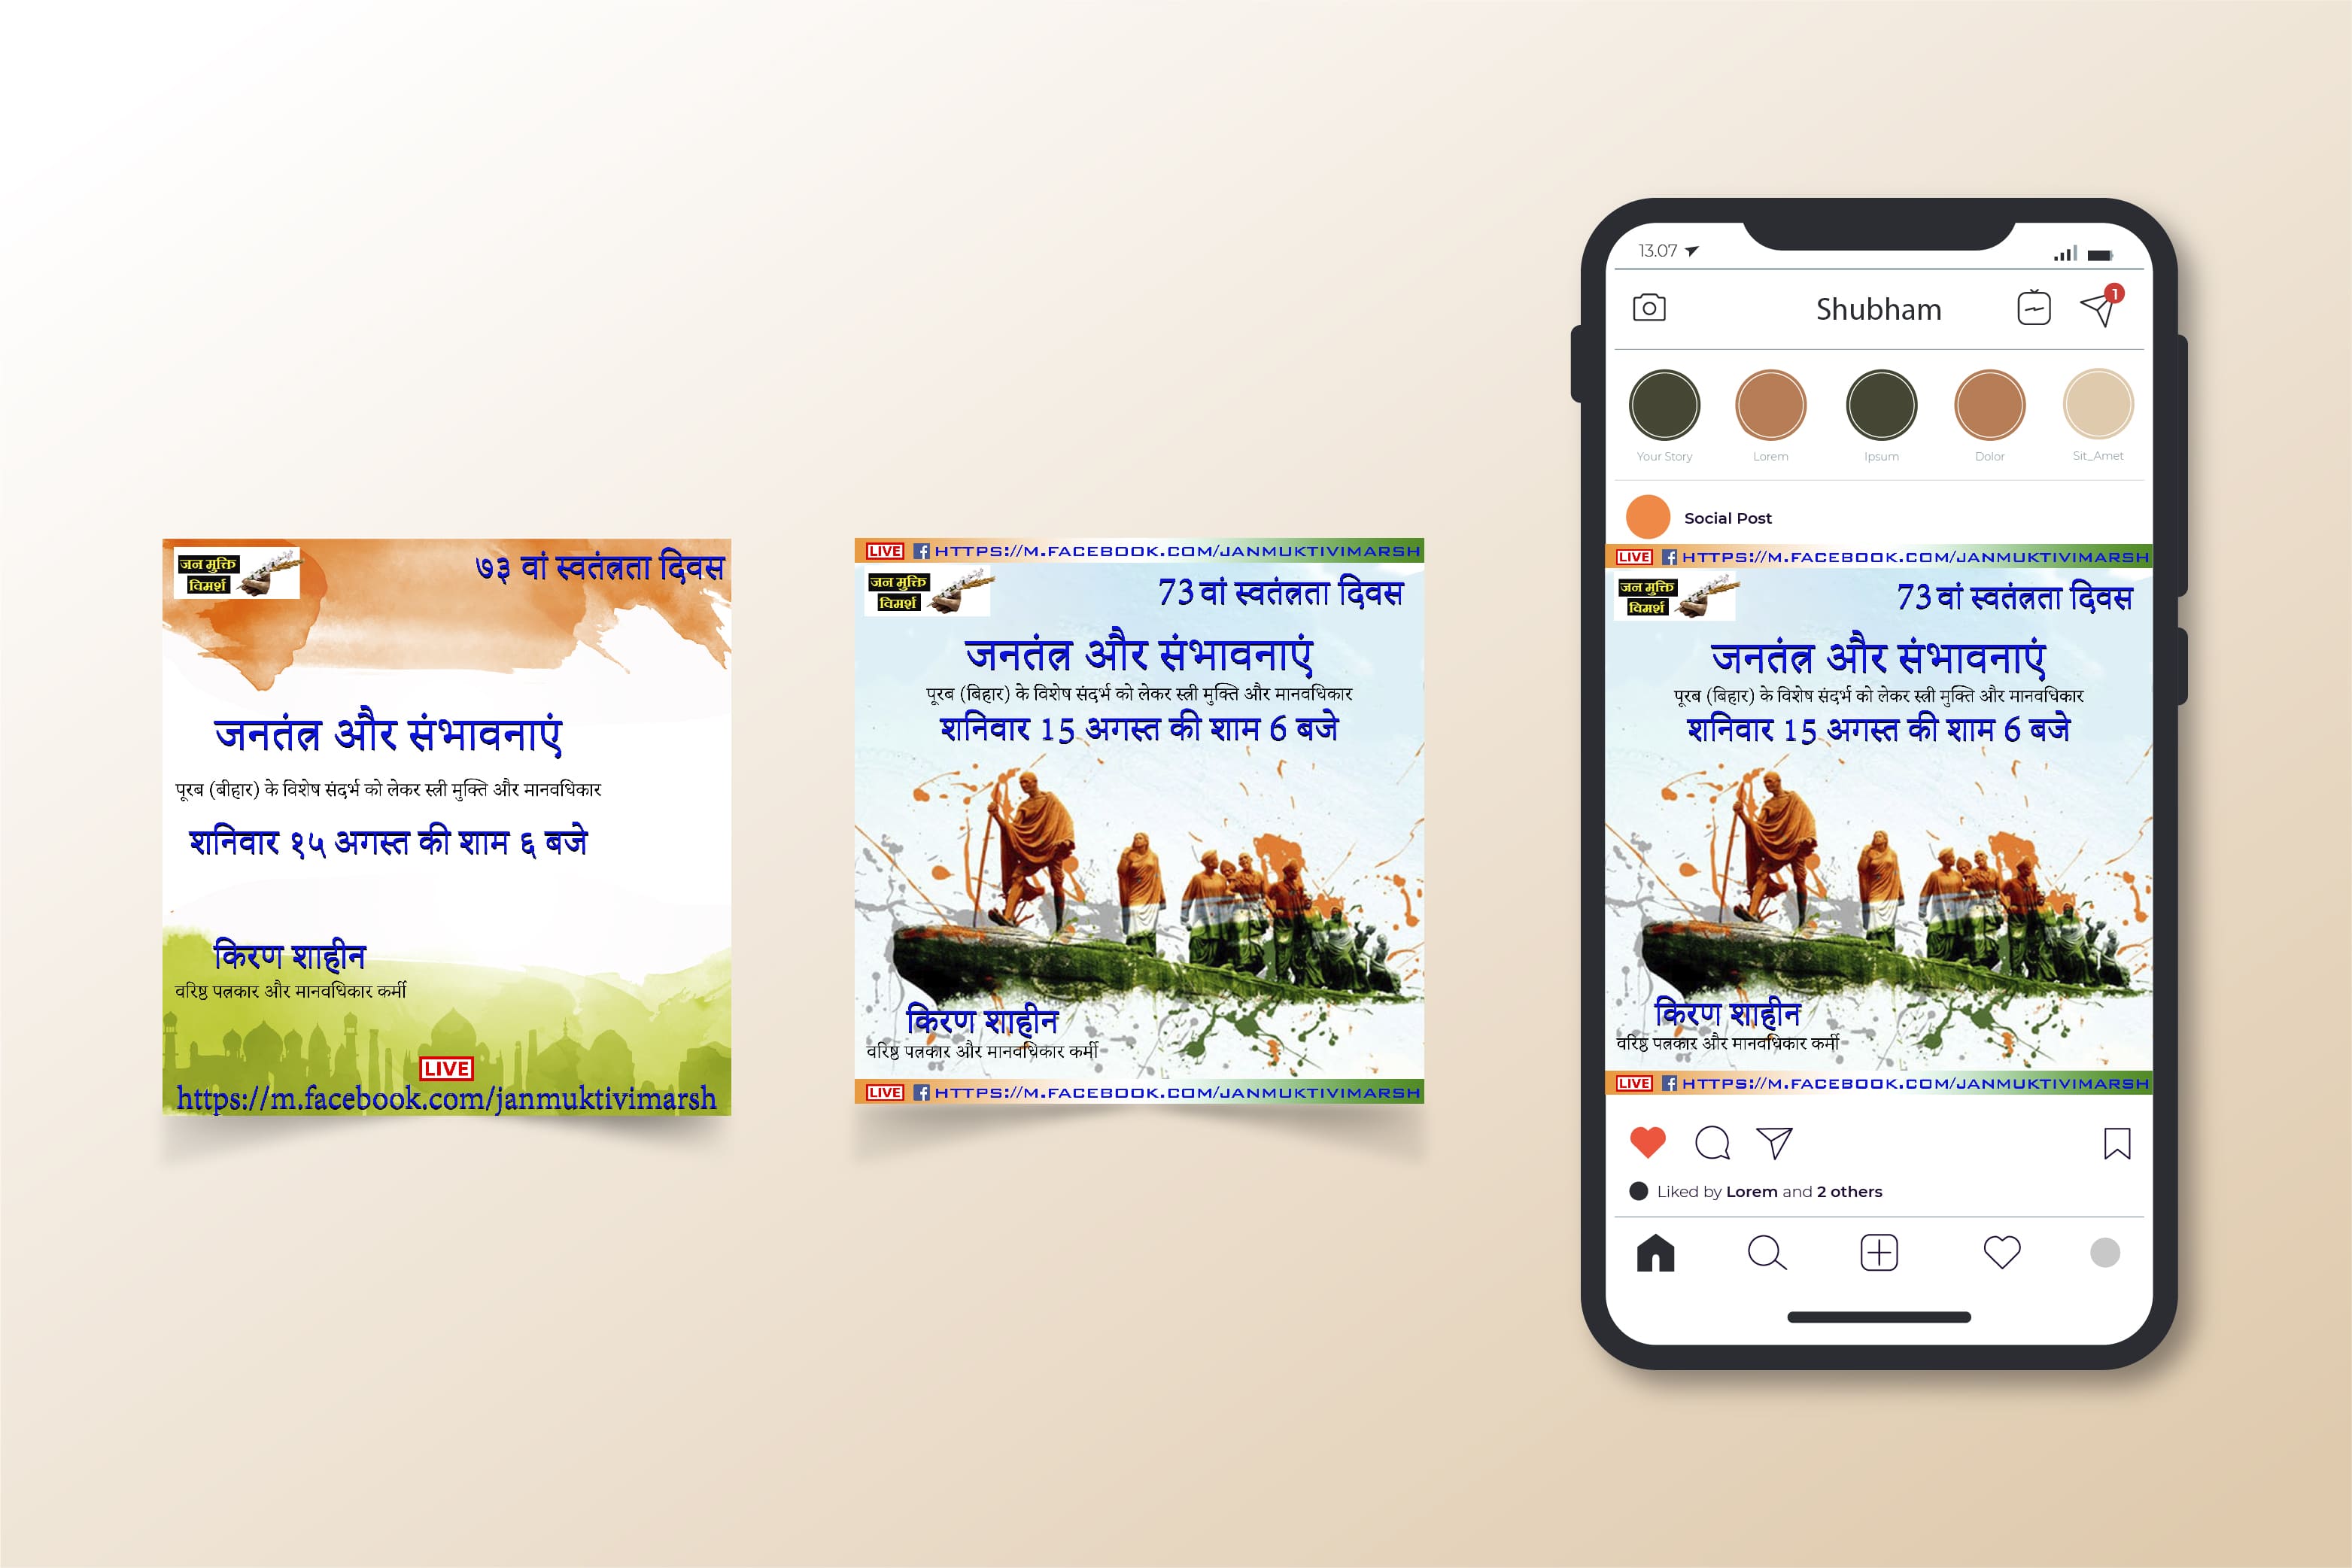 जन मुक्ति
विमर्श
७३ वां स्वतंत्रता दिवस
जनतंत्र और संभावनाएं
पूरब (बीहार) के विशेष संदर्भ को लेकर स्त्री मुक्ति और मानवधिकार
शनिवार १५ अगस्त की शाम ६ बजे
किरण शाहीन
वरिष्ठ पत्रकार और मानवधिकार कर्मी
LIVE
https://m.facebook.com/janmuktivimarsh
LIVE f HTTPS://M.FACEBOOK.COM/JANMUKTIVIMARSH
जन मुक्ति
विमर्श
73 वां स्वतंत्रता दिवस
जनतंत्र और संभावनाएं
पूरब (बिहार) के विशेष संदर्भ को लेकर स्त्री मुक्ति और मानवधिकार
शनिवार 15 अगस्त की शाम 6 बजे
किरण शाहीन
वरिष्ठ पत्रकार और मानवधिकार कर्मी
LIVE f HTTPS://M.FACEBOOK.COM/JANMUKTIVIMARSH
13.07
Shubham 1
Your Story Lorem Ipsum Dolor Sit_Amet
Social Post
LIVE f HTTPS://M.FACEBOOK.COM/JANMUKTIVIMARSH
जन मुक्ति
विमर्श
73 वां स्वतंत्रता दिवस
जनतंत्र और संभावनाएं
पूरब (बिहार) के विशेष संदर्भ को लेकर स्त्री मुक्ति और मानवधिकार
शनिवार 15 अगस्त की शाम 6 बजे
किरण शाहीन
वरिष्ठ पत्रकार और मानवधिकार कर्मी
LIVE f HTTPS://M.FACEBOOK.COM/JANMUKTIVIMARSH
Liked by Lorem and 2 others